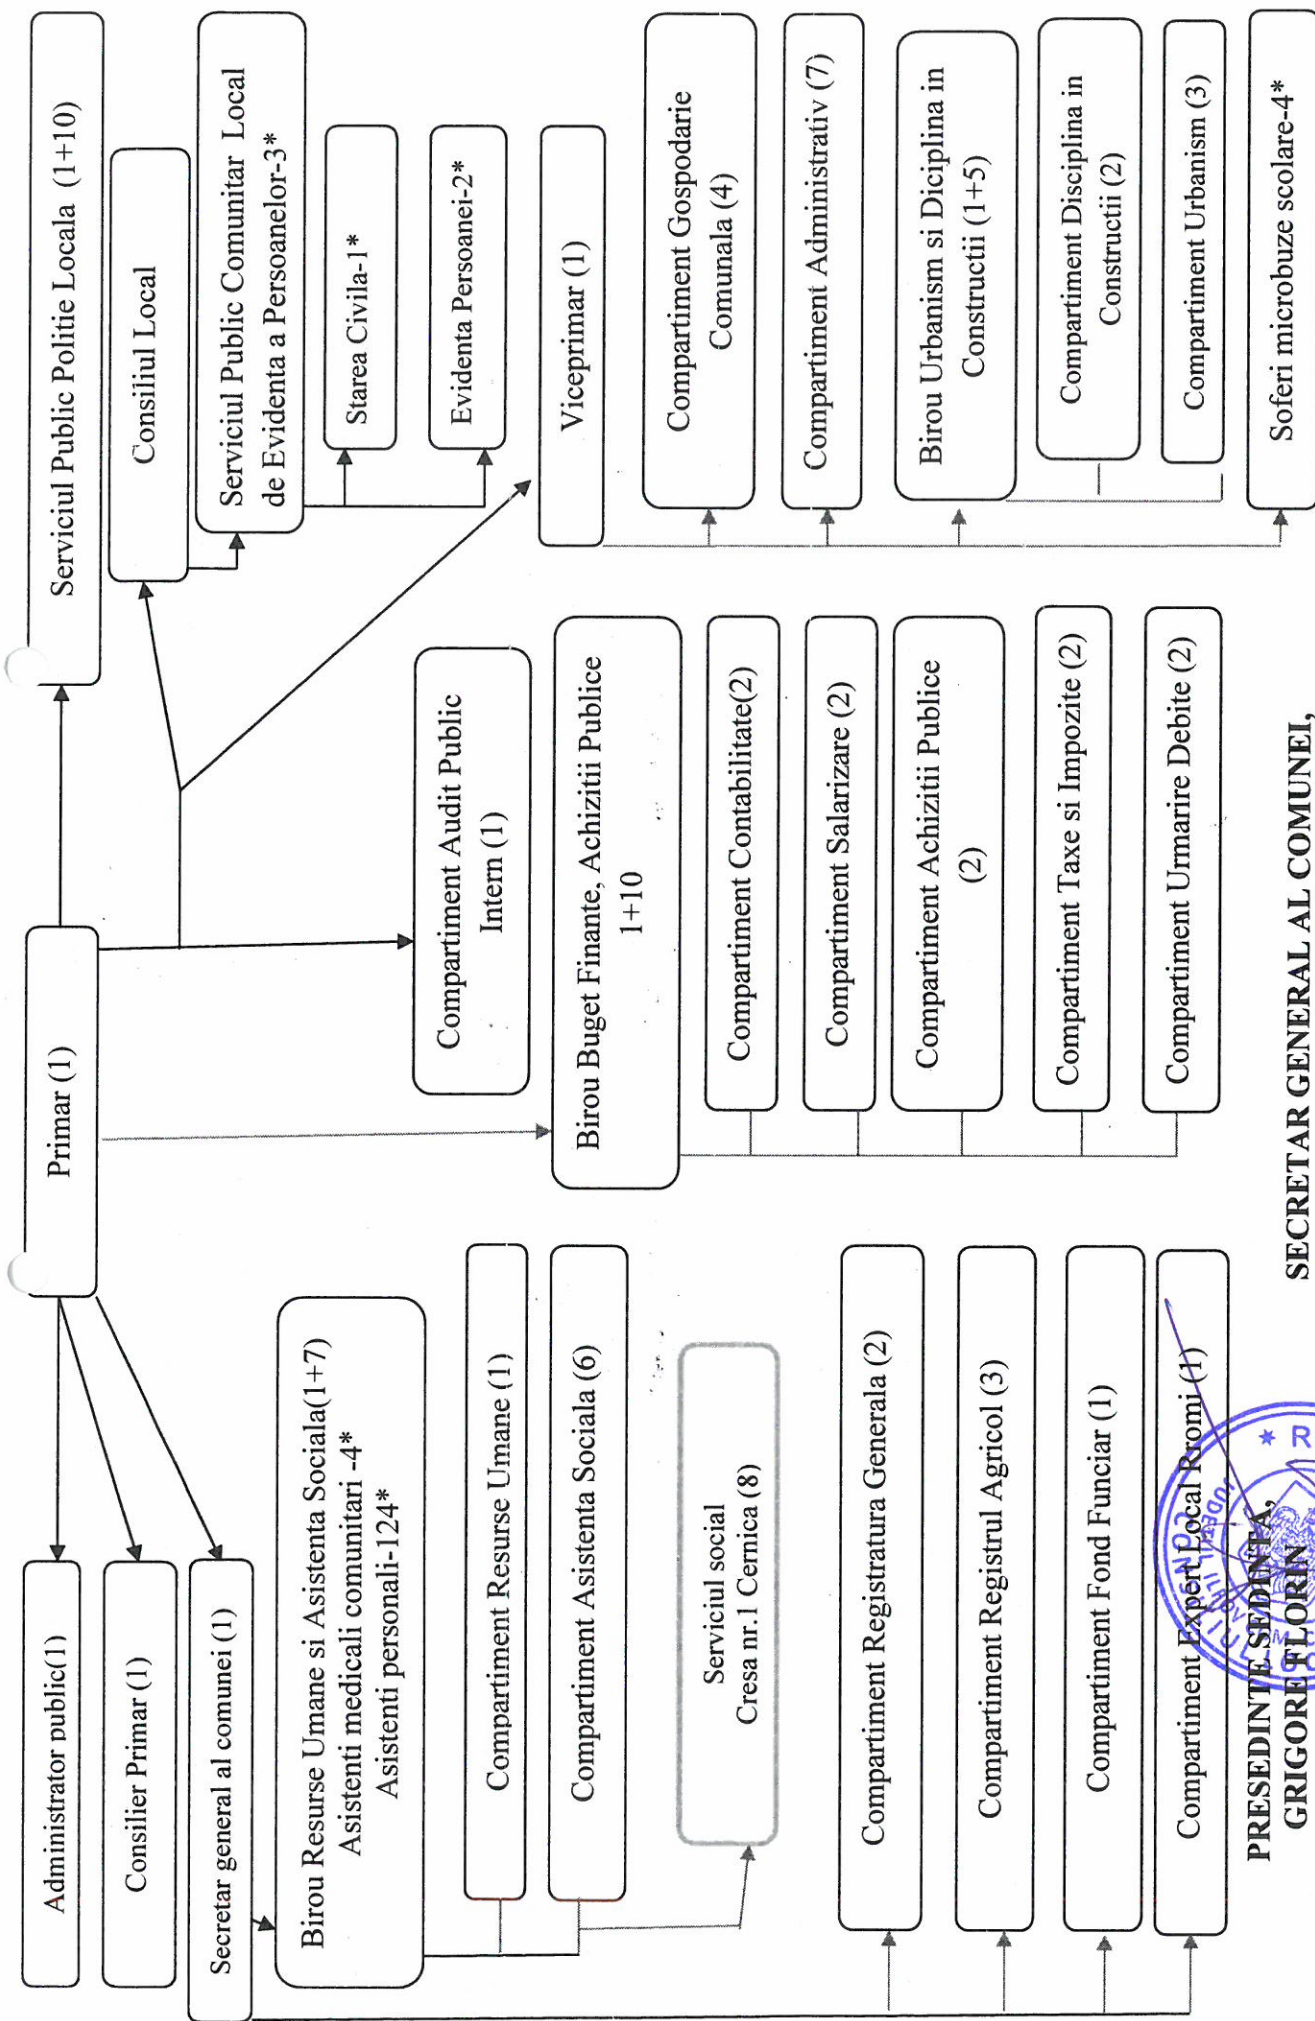 Primar (1)
Administrator public(1)
Consilier Primar (1)
Secretar general al comunei (1)
Birou Resurse Umane si Asistenta Sociala(1+7)
Asistenti medicali comunitari -4*
Asistenti personali-124*
Compartiment Resurse Umane (1)
Compartiment Asistenta Sociala (6)
Serviciul social
Cresa nr.1 Cernica (8)
Compartiment Registratura Generala (2)
Compartiment Registrul Agricol (3)
Compartiment Fond Funciar (1)
Compartiment Expert Local Rromi (1)
Compartiment Audit Public
Intern (1)
Birou Buget Finante, Achizitii Publice
1+10
Compartiment Contabilitate(2)
Compartiment Salarizare (2)
Compartiment Achizitii Publice
(2)
Compartiment Taxe si Impozite (2)
Compartiment Urmarire Debite (2)
Serviciul Public Politie Locala (1+10)
Consiliul Local
Serviciul Public Comunitar Local
de Evidenta a Persoanelor-3*
Starea Civila-1*
Evidenta Persoanei-2*
Viceprimar (1)
Compartiment Gospodarie
Comunala (4)
Compartiment Administrativ (7)
Birou Urbanism si Diciplina in
Constructii (1+5)
Compartiment Disciplina in
Constructii (2)
Compartiment Urbanism (3)
Soferi microbuze scolare-4*
PRESEDINTE SEDINTA,
GRIGORE FLORIN
SECRETAR GENERAL AL COMUNEI,